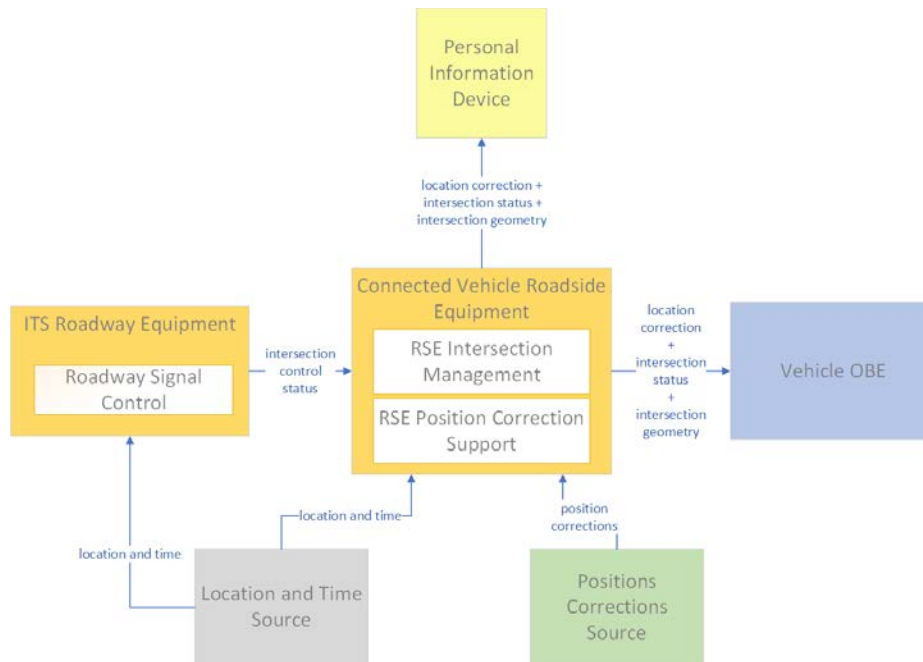 Personal
Information
Device
location correction +
intersection status +
intersection geometry
Connected Vehicle Roadside
Equipment
RSE Intersection
Management
RSE Position Correction
Support
ITS Roadway Equipment
Roadway Signal
Control
intersection
control
status
location
correction
+
intersection
status
+
intersection
geometry
Vehicle OBE
location and time
location and time
position
corrections
Location and Time
Source
Positions
Corrections
Source